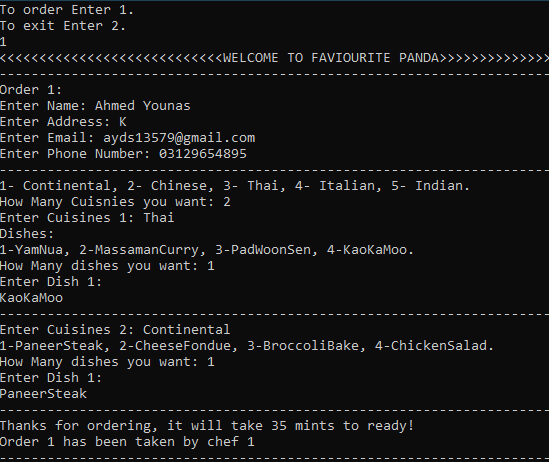 To order Enter 1.
To exit Enter 2.
1
<<<<<<<<<<<<<<<<<<<<<<<<<<<<WELCOME TO FAVIOURITE PANDA>>>>>>>>>>>>>>
---------------------------------------------------------------------
Order 1:
Enter Name: Ahmed Younas
Enter Address: K
Enter Email: ayds13579@gmail.com
Enter Phone Number: 03129654895
---------------------------------------------------------------------
1- Continental, 2- Chinese, 3- Thai, 4- Italian, 5- Indian.
How Many Cuisnies you want: 2
Enter Cuisines 1: Thai
Dishes:
1-YamNua, 2-MassamanCurry, 3-PadWoonSen, 4-KaoKaMoo.
How Many dishes you want: 1
Enter Dish 1:
KaoKaMoo
---------------------------------------------------------------------
Enter Cuisines 2: Continental
1-PaneerSteak, 2-CheeseFondue, 3-BroccoliBake, 4-ChickenSalad.
How Many dishes you want: 1
Enter Dish 1:
PaneerSteak
---------------------------------------------------------------------
Thanks for ordering, it will take 35 mints to ready!
Order 1 has been taken by chef 1
---------------------------------------------------------------------